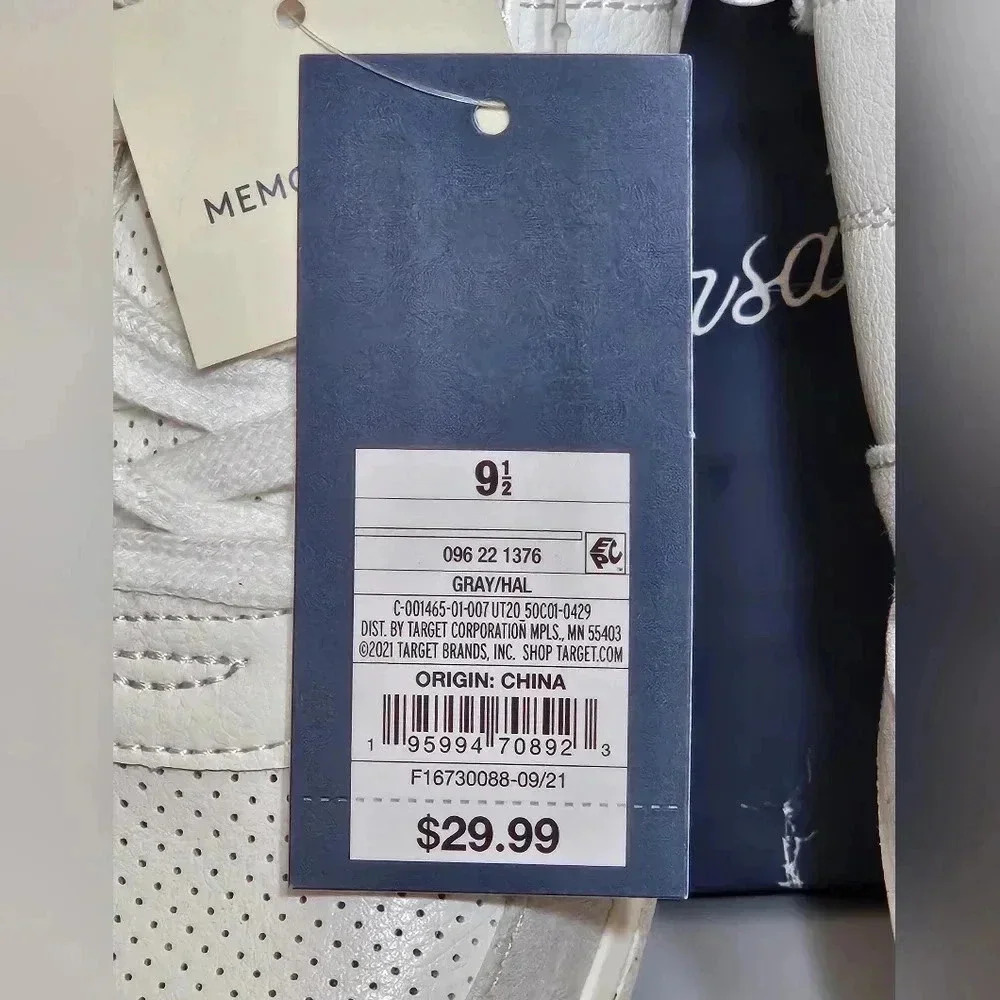 MEMO
rsa
9½
096 22 1376
EPC
GRAY/HAL
C-001465-01-007 UT20 50C01-0429
DIST. BY TARGET CORPORATION MPLS., MN 55403
©2021 TARGET BRANDS, INC. SHOP TARGET.COM
ORIGIN: CHINA
1 95994 70892 3
F16730088-09/21
$29.99